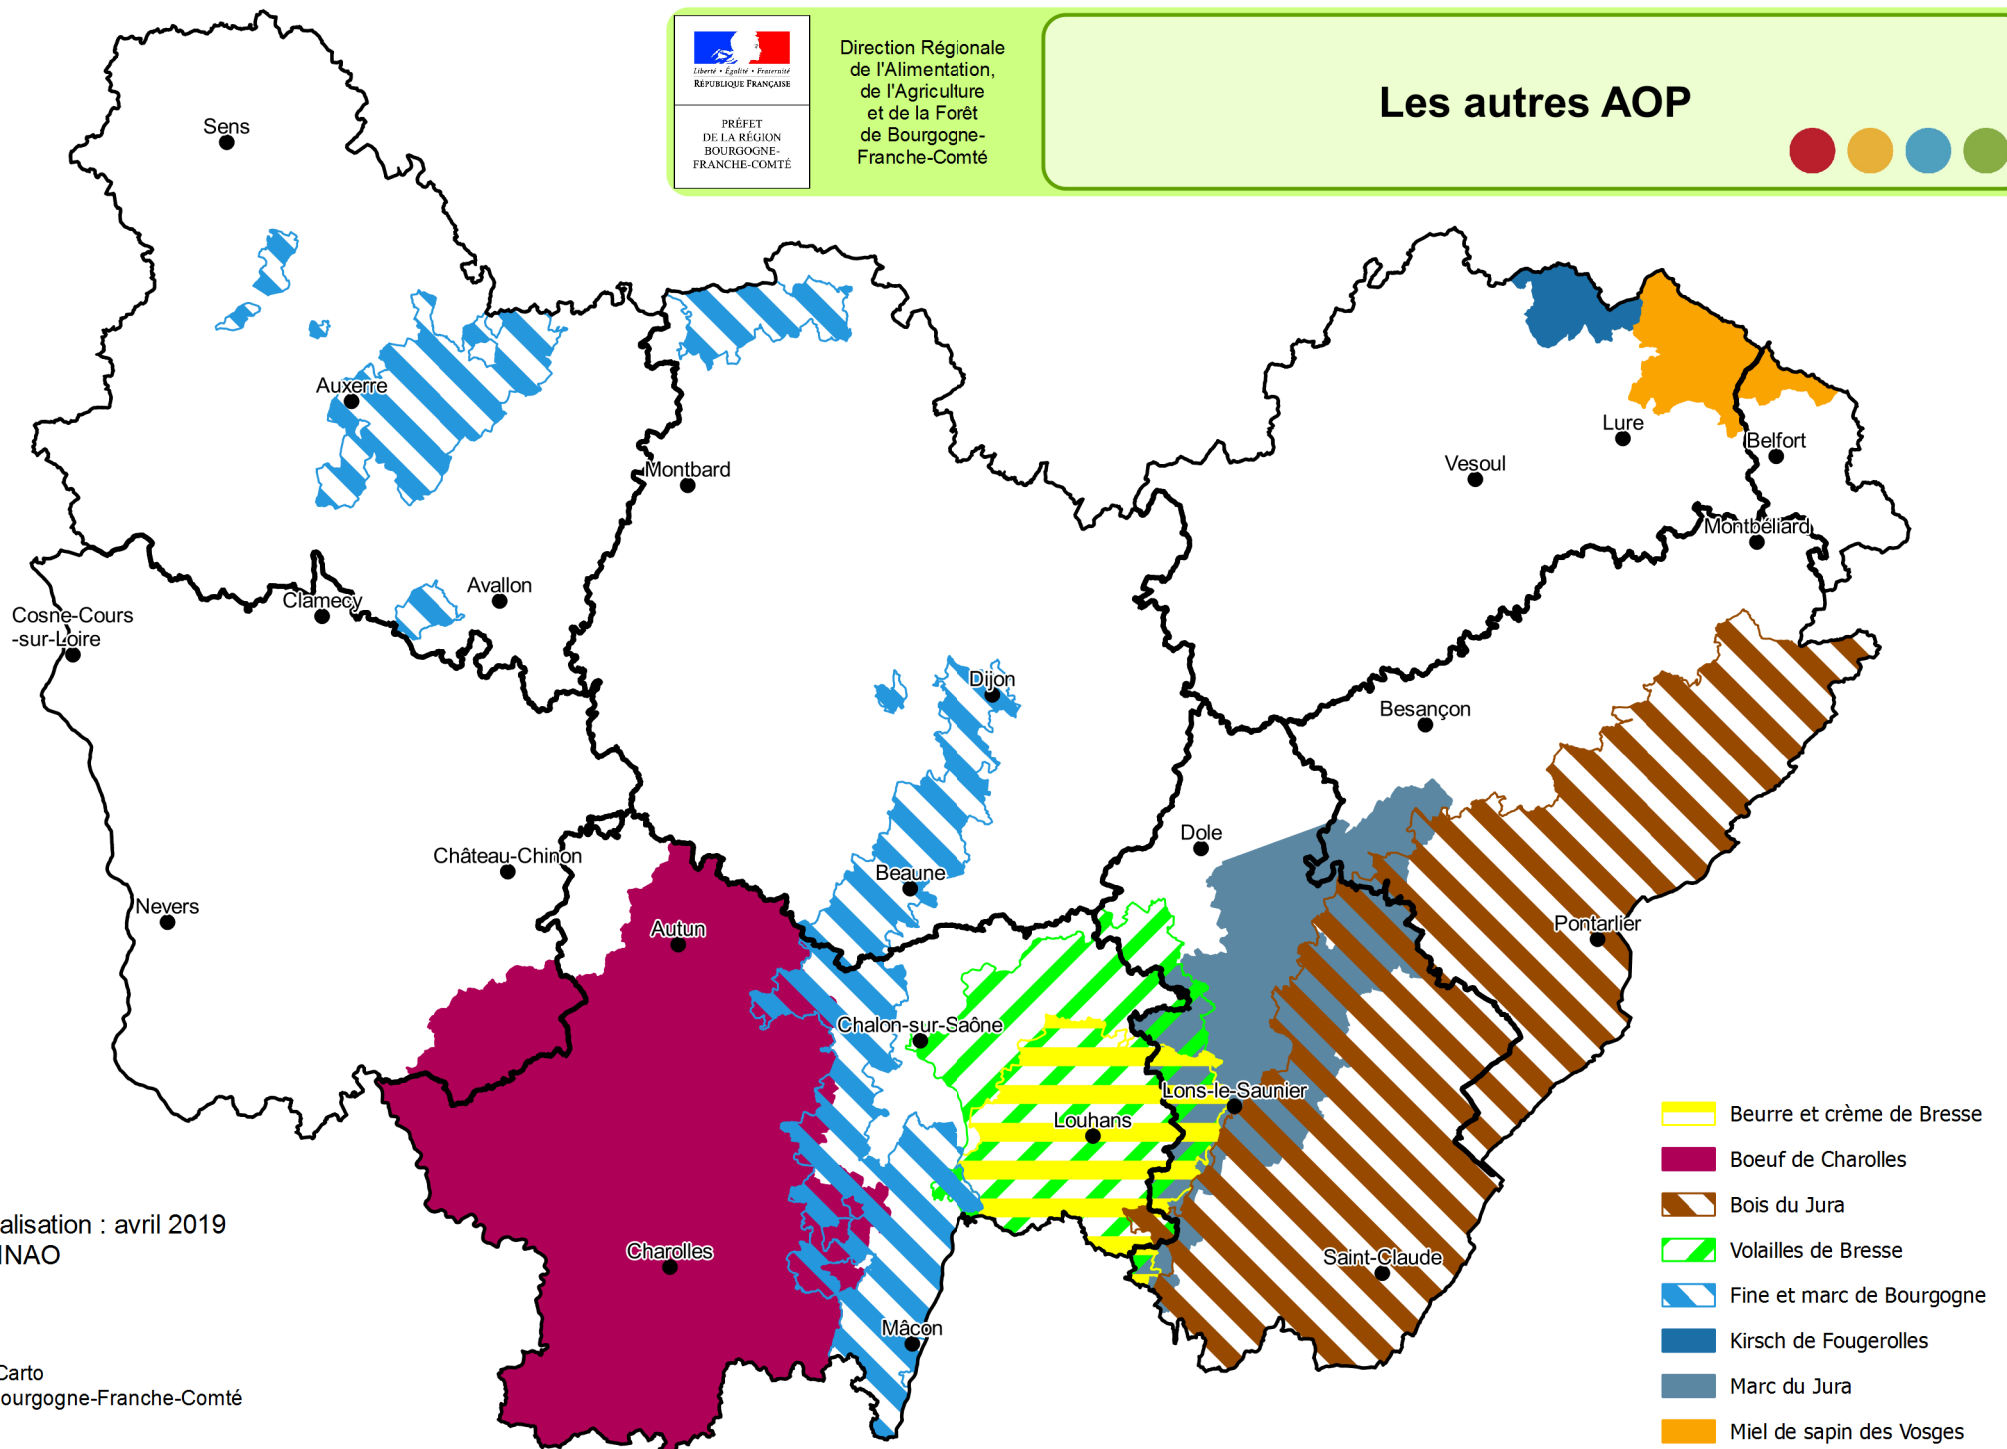 Liberté • Égalité • Fraternité
RÉPUBLIQUE FRANÇAISE
PRÉFET
DE LA RÉGION
BOURGOGNE-
FRANCHE-COMTÉ
Direction Régionale
de l'Alimentation,
de l'Agriculture
et de la Forêt
de Bourgogne-
Franche-Comté
Les autres AOP
Sens
Auxerre
Montbard
Lure
Belfort
Vesoul
Montbéliard
Avallon
Clamecy
Cosne-Cours
-sur-Loire
Dijon
Besançon
Dole
Château-Chinon
Beaune
Nevers
Autun
Pontarlier
Chalon-sur-Saône
Lons-le-Saunier
Louhans
Charolles
Saint-Claude
Mâcon
Beurre et crème de Bresse
Boeuf de Charolles
Bois du Jura
Volailles de Bresse
Fine et marc de Bourgogne
Kirsch de Fougerolles
Marc du Jura
Miel de sapin des Vosges
alisation : avril 2019
INAO
Carto
ourgogne-Franche-Comté